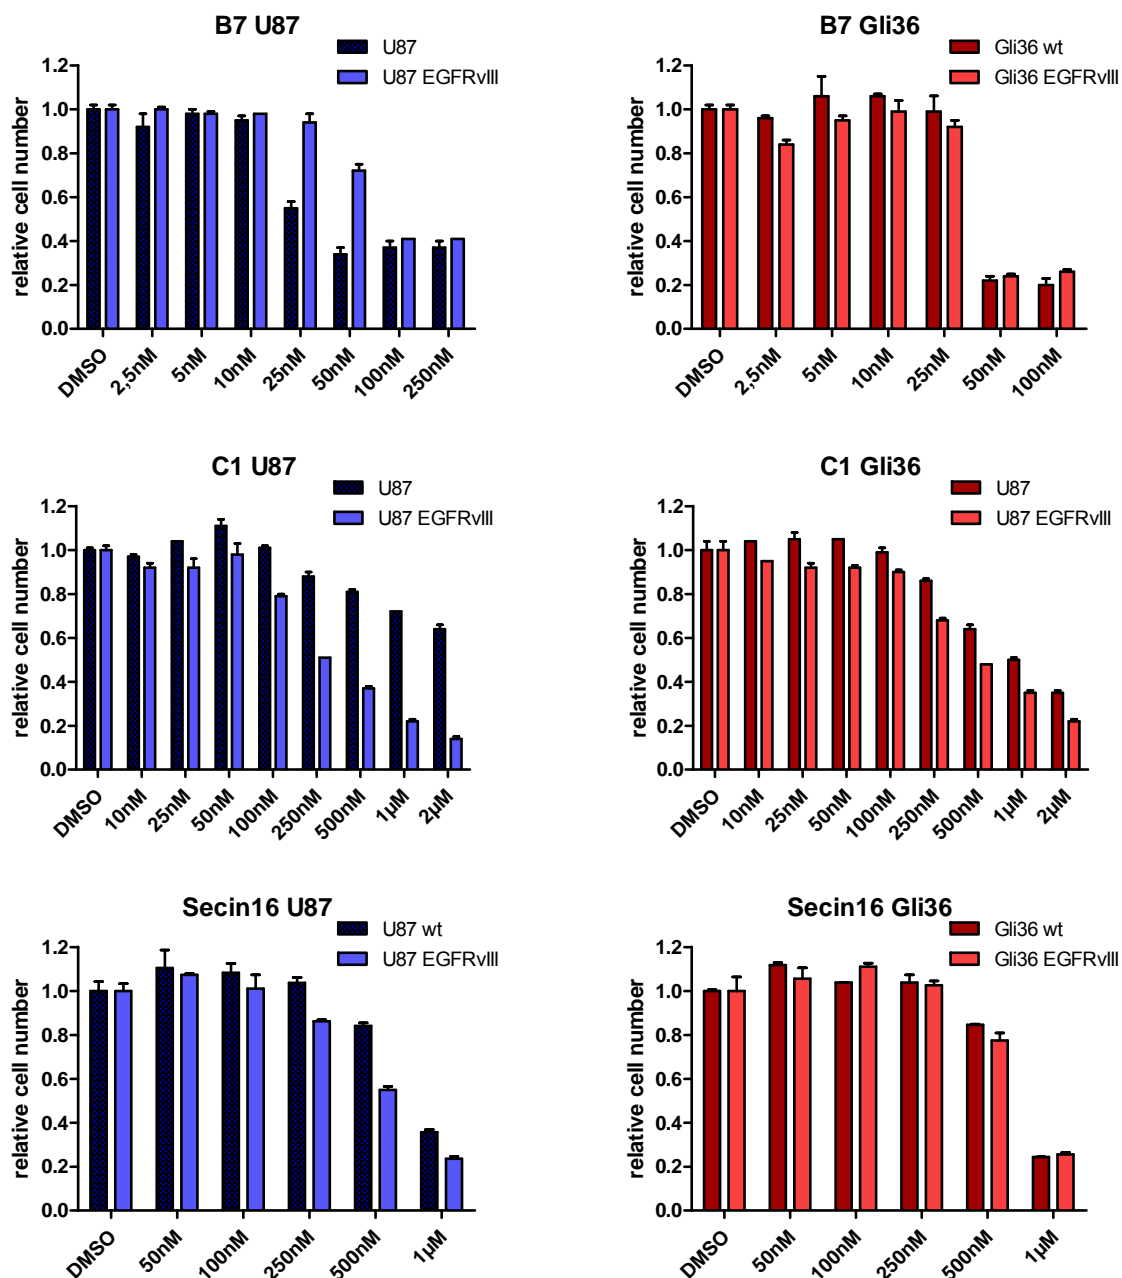 B7 U87
U87
U87 EGFRvIII
relative cell number
1.2
1.0
0.8
0.6
0.4
0.2
0.0
DMSO
2,5nM
5nM
10nM
25nM
50nM
100nM
250nM
B7 Gli36
Gli36 wt
Gli36 EGFRvIII
relative cell number
1.2
1.0
0.8
0.6
0.4
0.2
0.0
DMSO
2,5nM
5nM
10nM
25nM
50nM
100nM
C1 U87
U87
U87 EGFRvIII
relative cell number
1.2
1.0
0.8
0.6
0.4
0.2
0.0
DMSO
10nM
25nM
50nM
100nM
250nM
500nM
1µM
2µM
C1 Gli36
U87
U87 EGFRvIII
relative cell number
1.2
1.0
0.8
0.6
0.4
0.2
0.0
DMSO
10nM
25nM
50nM
100nM
250nM
500nM
1µM
2µM
Secin16 U87
U87 wt
U87 EGFRvIII
relative cell number
1.2
1.0
0.8
0.6
0.4
0.2
0.0
DMSO
50nM
100nM
250nM
500nM
1µM
Secin16 Gli36
Gli36 wt
Gli36 EGFRvIII
relative cell number
1.2
1.0
0.8
0.6
0.4
0.2
0.0
DMSO
50nM
100nM
250nM
500nM
1µM